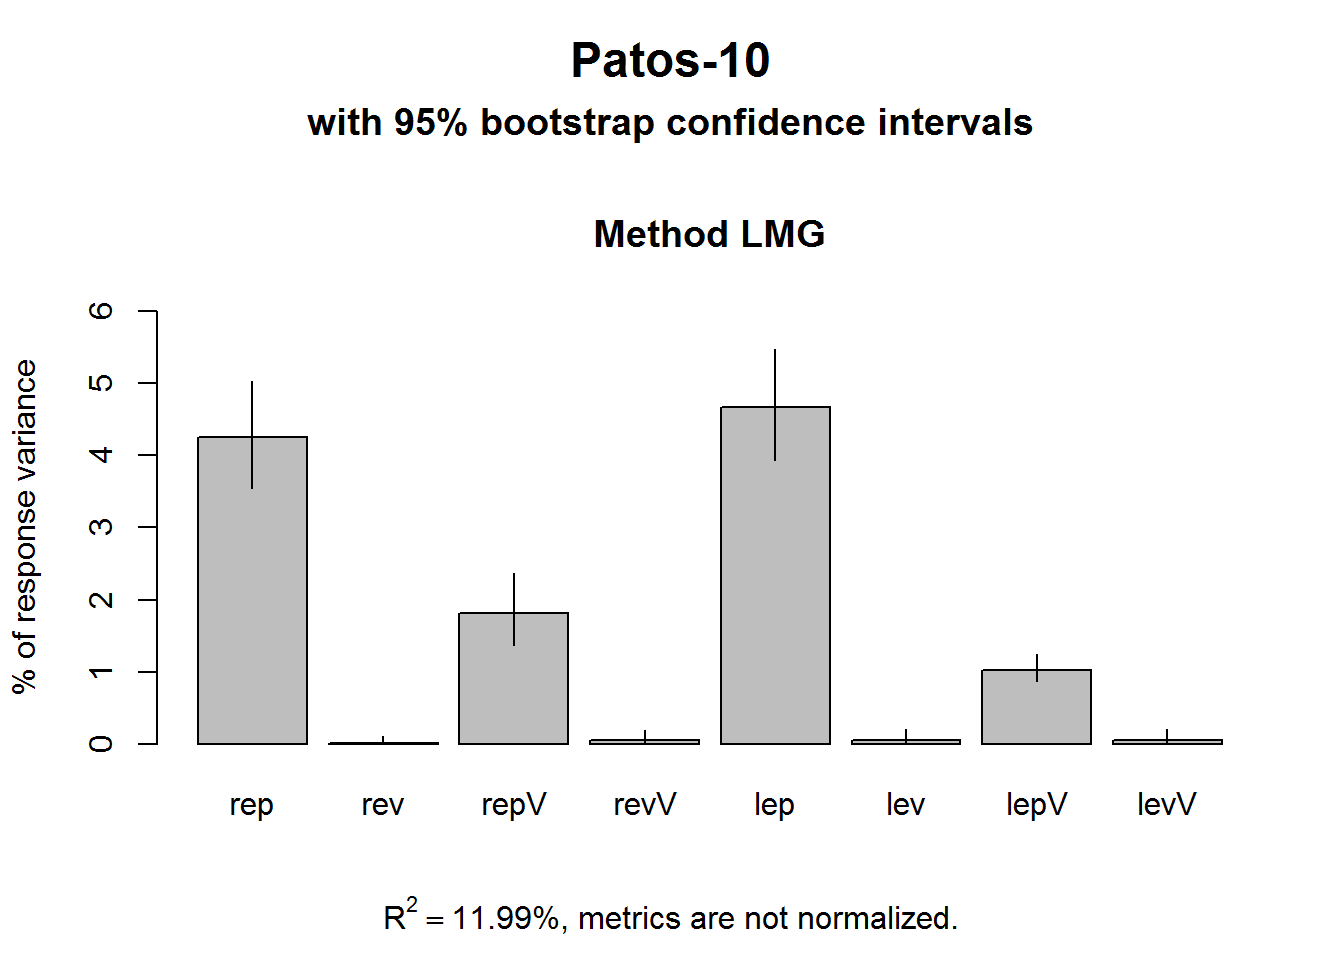 Patos-10
with 95% bootstrap confidence intervals
Method LMG
% of response variance
6
5
4
3
2
1
0
rep rev repV revV lep lev lepV levV
R² = 11.99%, metrics are not normalized.